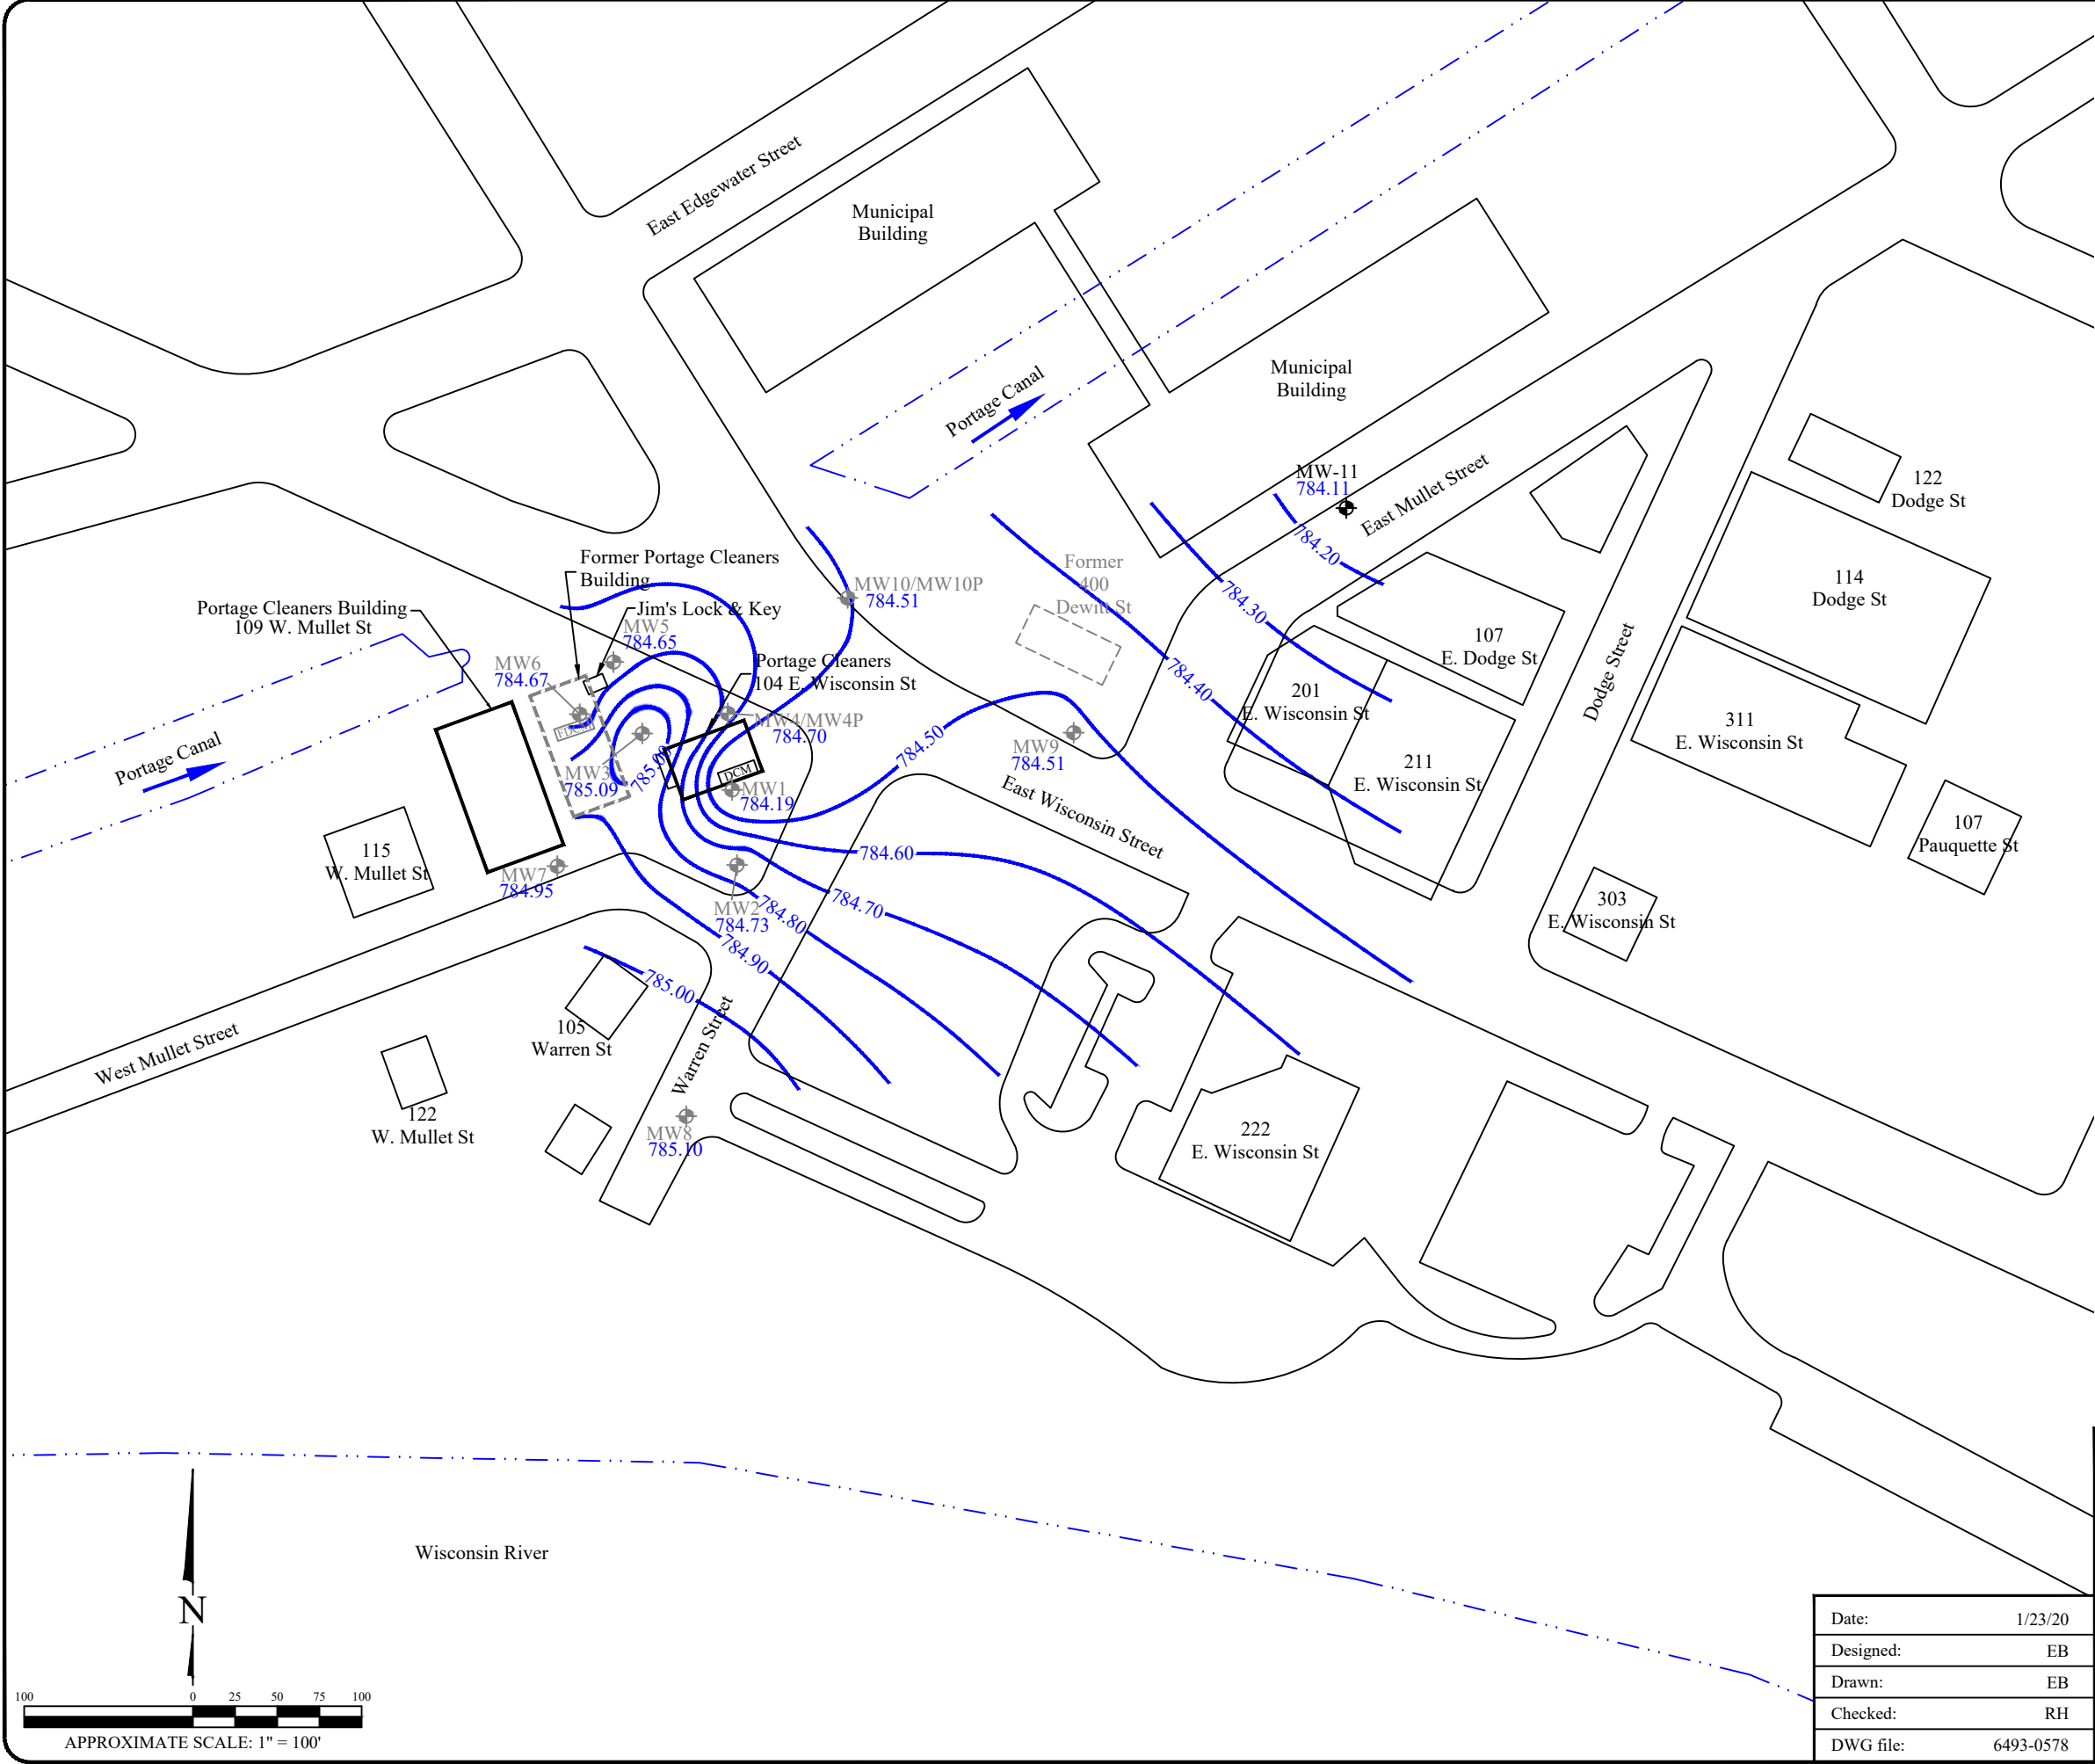 East Edgewater Street
Municipal
Building
Municipal
Building
Portage Canal
MW-11
784.11
East Mullet Street
784.20
122
Dodge St
114
Dodge St
Former Portage Cleaners
Building
Jim's Lock & Key
Portage Cleaners Building
109 W. Mullet St
MW5
784.65
MW10/MW10P
784.51
Former
400
Dewitt St
784.30
107
E. Dodge St
Dodge Street
MW6
784.67
Portage Cleaners
104 E. Wisconsin St
784.40
201
E. Wisconsin St
311
E. Wisconsin St
FDCM
MW4/MW4P
784.70
784.50
MW9
784.51
211
E. Wisconsin St
Portage Canal
MW3
785.09
785.00
DCM
MW1
784.19
East Wisconsin Street
107
Pauquette St
115
W. Mullet St
784.60
MW7
784.95
MW2
784.73
784.80
784.70
303
E. Wisconsin St
784.90
785.00
105
Warren St
Warren Street
West Mullet Street
122
W. Mullet St
MW8
785.10
222
E. Wisconsin St
Wisconsin River
N
100 0 25 50 75 100
APPROXIMATE SCALE: 1" = 100'
Date: 1/23/20
Designed: EB
Drawn: EB
Checked: RH
DWG file: 6493-0578